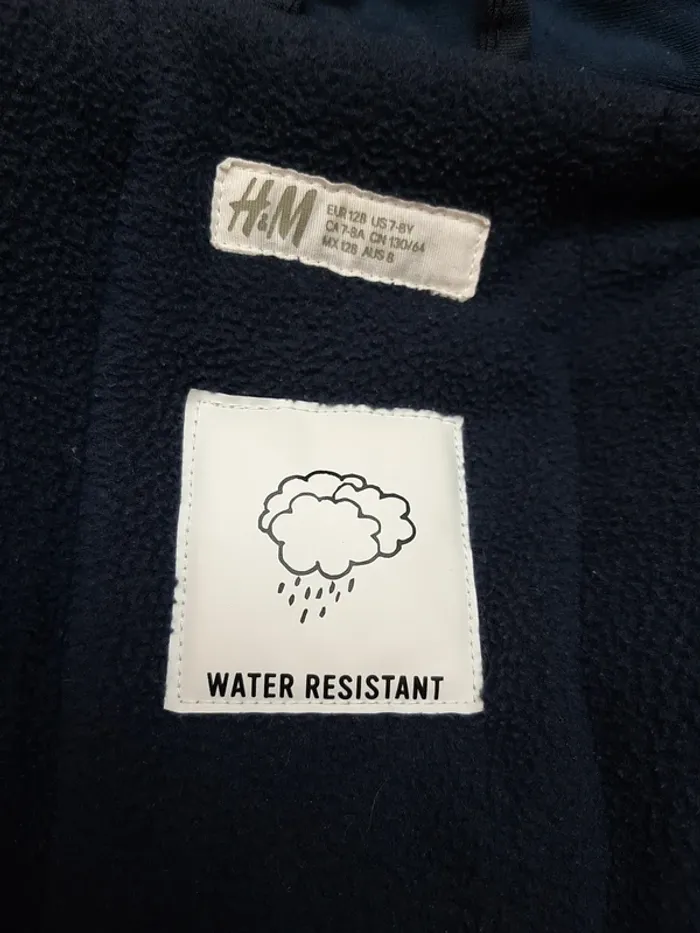 H&M
EUR 128 US 7-8Y
CA 7-8A CN 130/64
MX 128 AUS 8
WATER RESISTANT